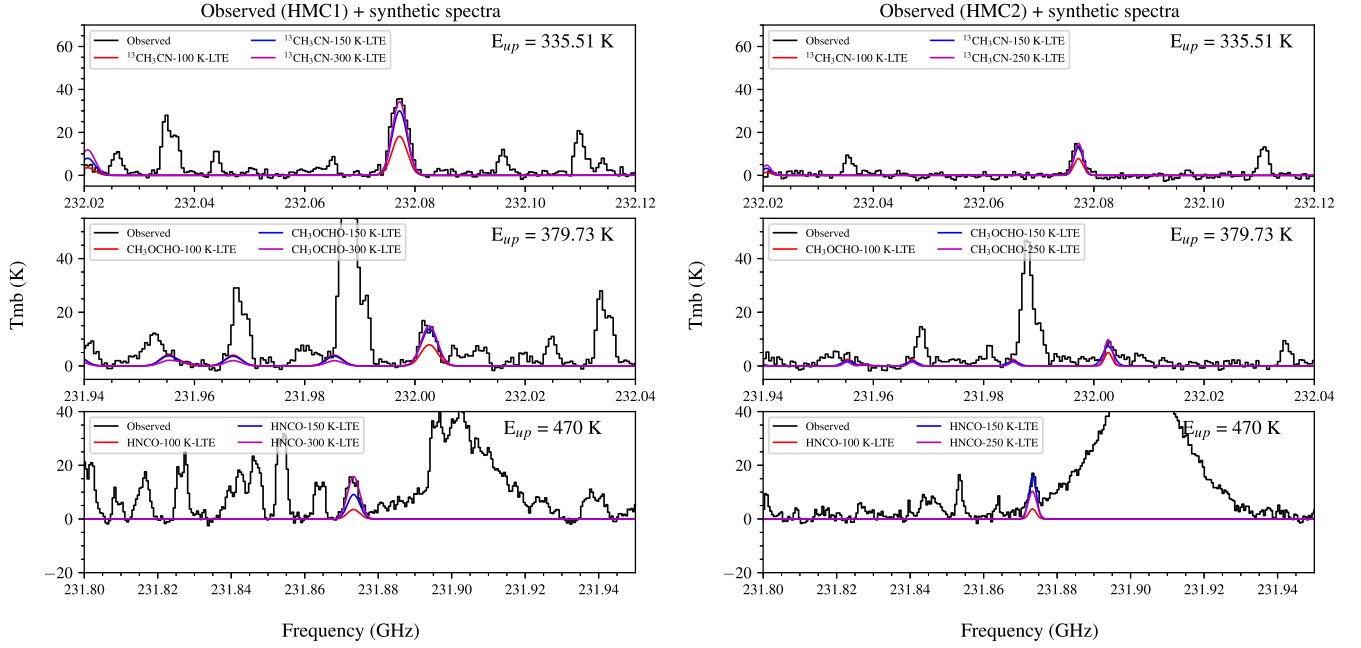 Observed (HMC1) + synthetic spectra
Observed
¹³CH₃CN-100 K-LTE
¹³CH₃CN-150 K-LTE
¹³CH₃CN-300 K-LTE
E_up = 335.51 K
60
40
20
0
232.02 232.04 232.06 232.08 232.10 232.12
Observed
CH₃OCHO-100 K-LTE
CH₃OCHO-150 K-LTE
CH₃OCHO-300 K-LTE
E_up = 379.73 K
Tmb (K)
40
20
0
231.94 231.96 231.98 232.00 232.02 232.04
Observed
HNCO-100 K-LTE
HNCO-150 K-LTE
HNCO-300 K-LTE
E_up = 470 K
40
20
0
−20
231.80 231.82 231.84 231.86 231.88 231.90 231.92 231.94
Frequency (GHz)
Observed (HMC2) + synthetic spectra
Observed
¹³CH₃CN-100 K-LTE
¹³CH₃CN-150 K-LTE
¹³CH₃CN-250 K-LTE
E_up = 335.51 K
60
40
20
0
232.02 232.04 232.06 232.08 232.10 232.12
Observed
CH₃OCHO-100 K-LTE
CH₃OCHO-150 K-LTE
CH₃OCHO-250 K-LTE
E_up = 379.73 K
Tmb (K)
40
20
0
231.94 231.96 231.98 232.00 232.02 232.04
Observed
HNCO-100 K-LTE
HNCO-150 K-LTE
HNCO-250 K-LTE
E_up = 470 K
40
20
0
−20
231.80 231.82 231.84 231.86 231.88 231.90 231.92 231.94
Frequency (GHz)